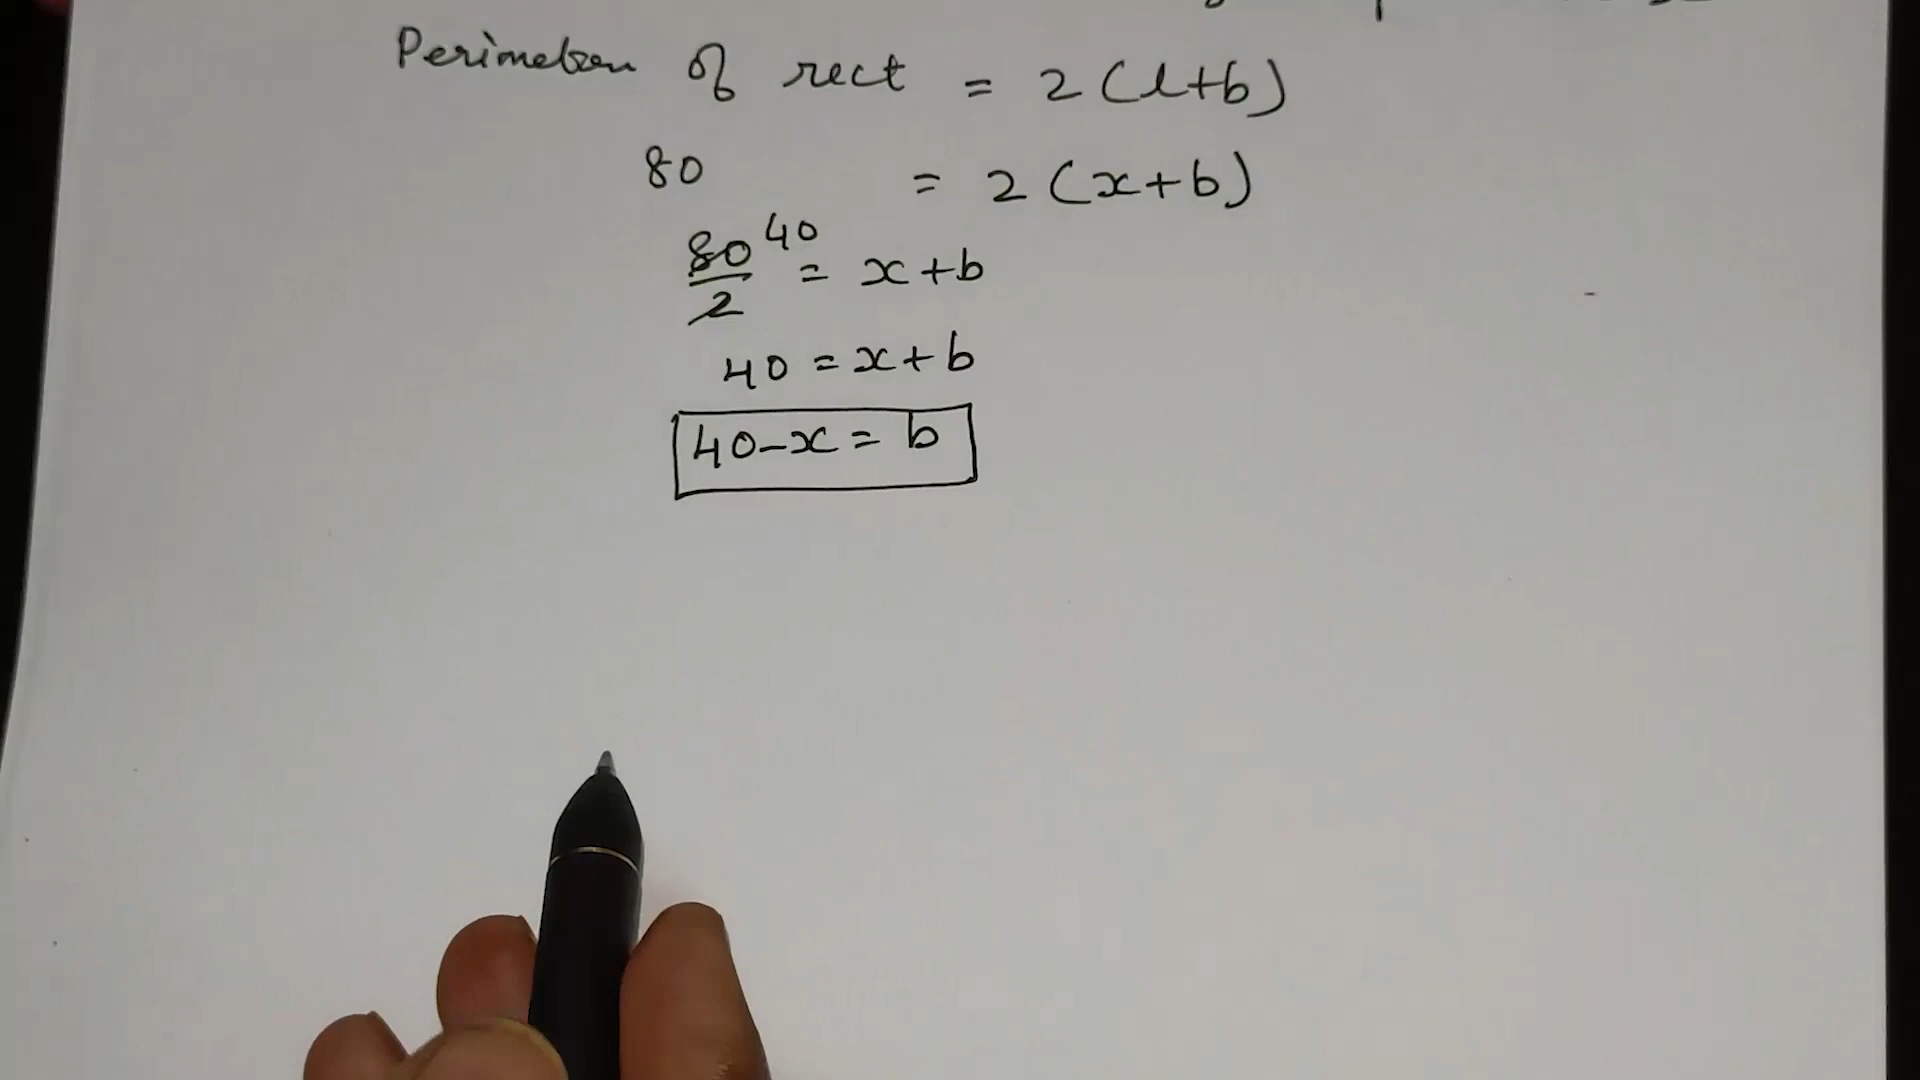 Perimeter of rect = 2(l+b)
80 = 2(x+b)
80/2 40 = x+b
40 = x+b
40-x = b